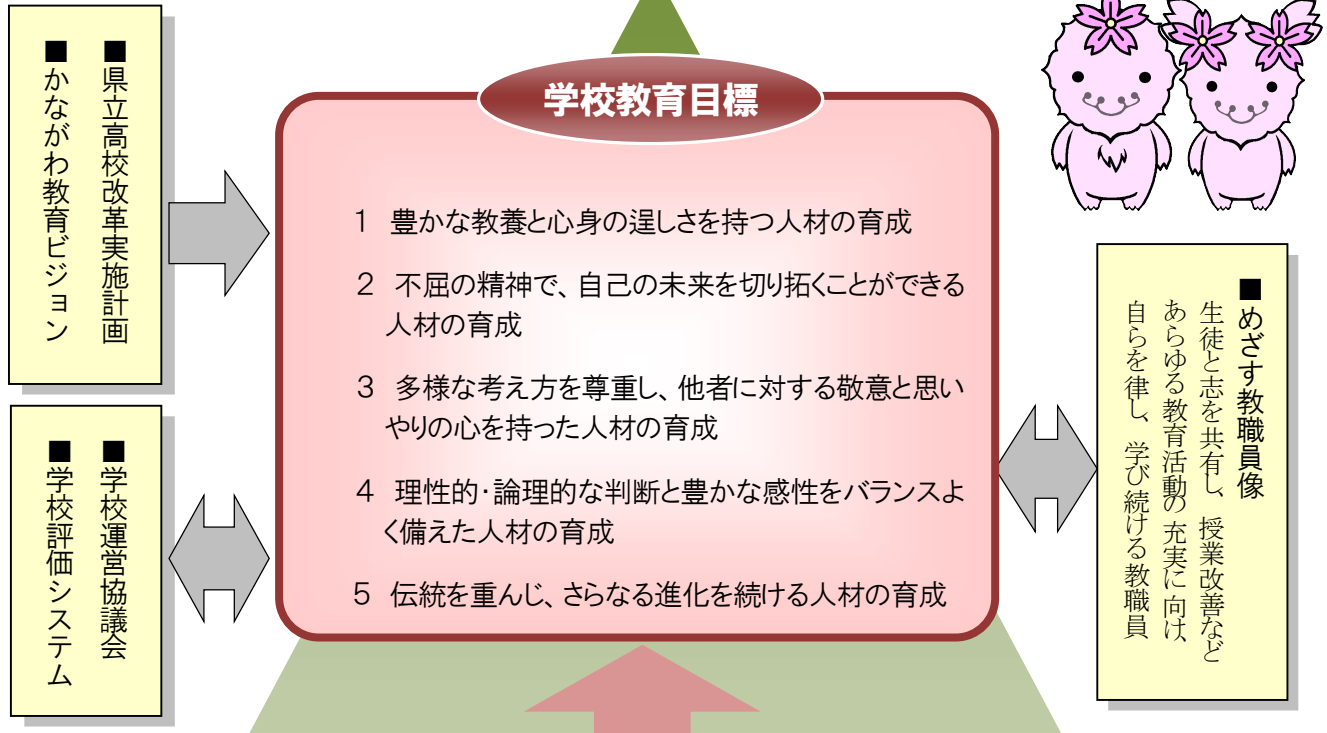 ■県立高校改革実施計画
■かながわ教育ビジョン
■学校運営協議会
■学校評価システム
学校教育目標
1 豊かな教養と心身の逞しさを持つ人材の育成
2 不屈の精神で、自己の未来を切り拓くことができる
人材の育成
3 多様な考え方を尊重し、他者に対する敬意と思い
やりの心を持った人材の育成
4 理性的・論理的な判断と豊かな感性をバランスよ
く備えた人材の育成
5 伝統を重んじ、さらなる進化を続ける人材の育成
■めざす教職員像
生徒と志を共有し、授業改善など
あらゆる教育活動の充実に向け、
自らを律し、学び続ける教職員